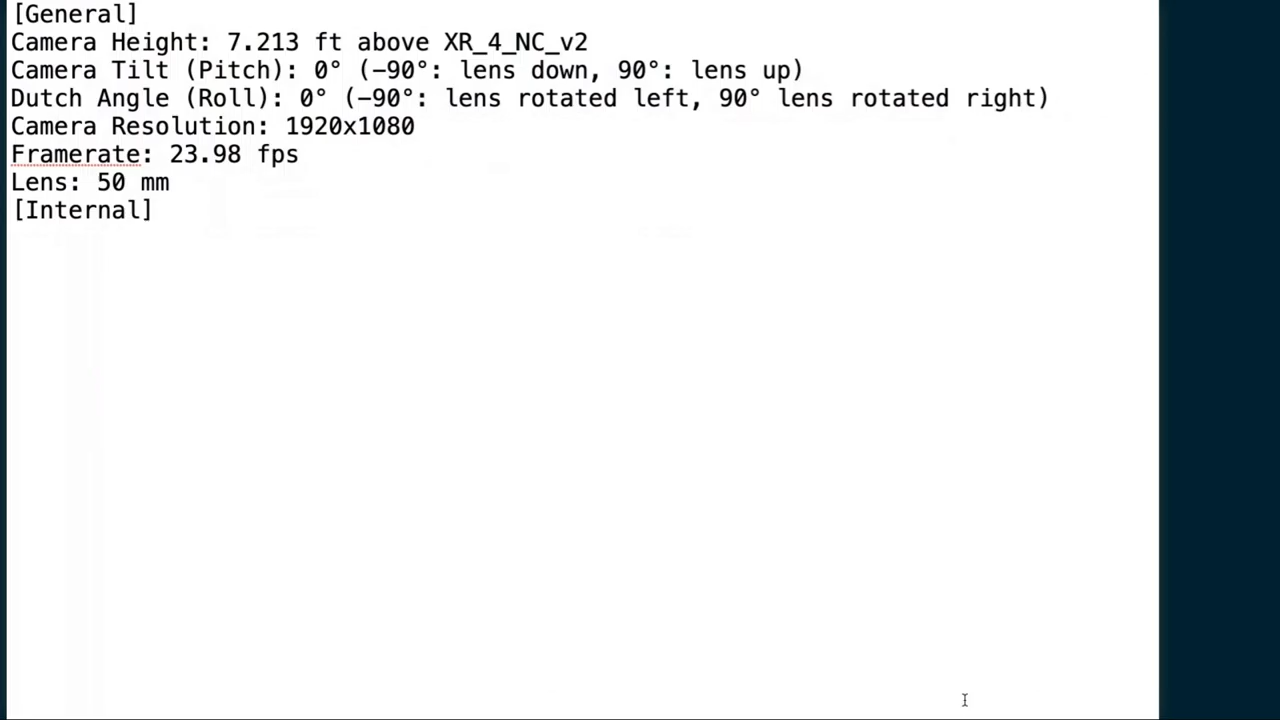 [General]
Camera Height: 7.213 ft above XR_4_NC_v2
Camera Tilt (Pitch): 0° (−90°: lens down, 90°: lens up)
Dutch Angle (Roll): 0° (−90°: lens rotated left, 90° lens rotated right)
Camera Resolution: 1920x1080
Framerate: 23.98 fps
Lens: 50 mm
[Internal]